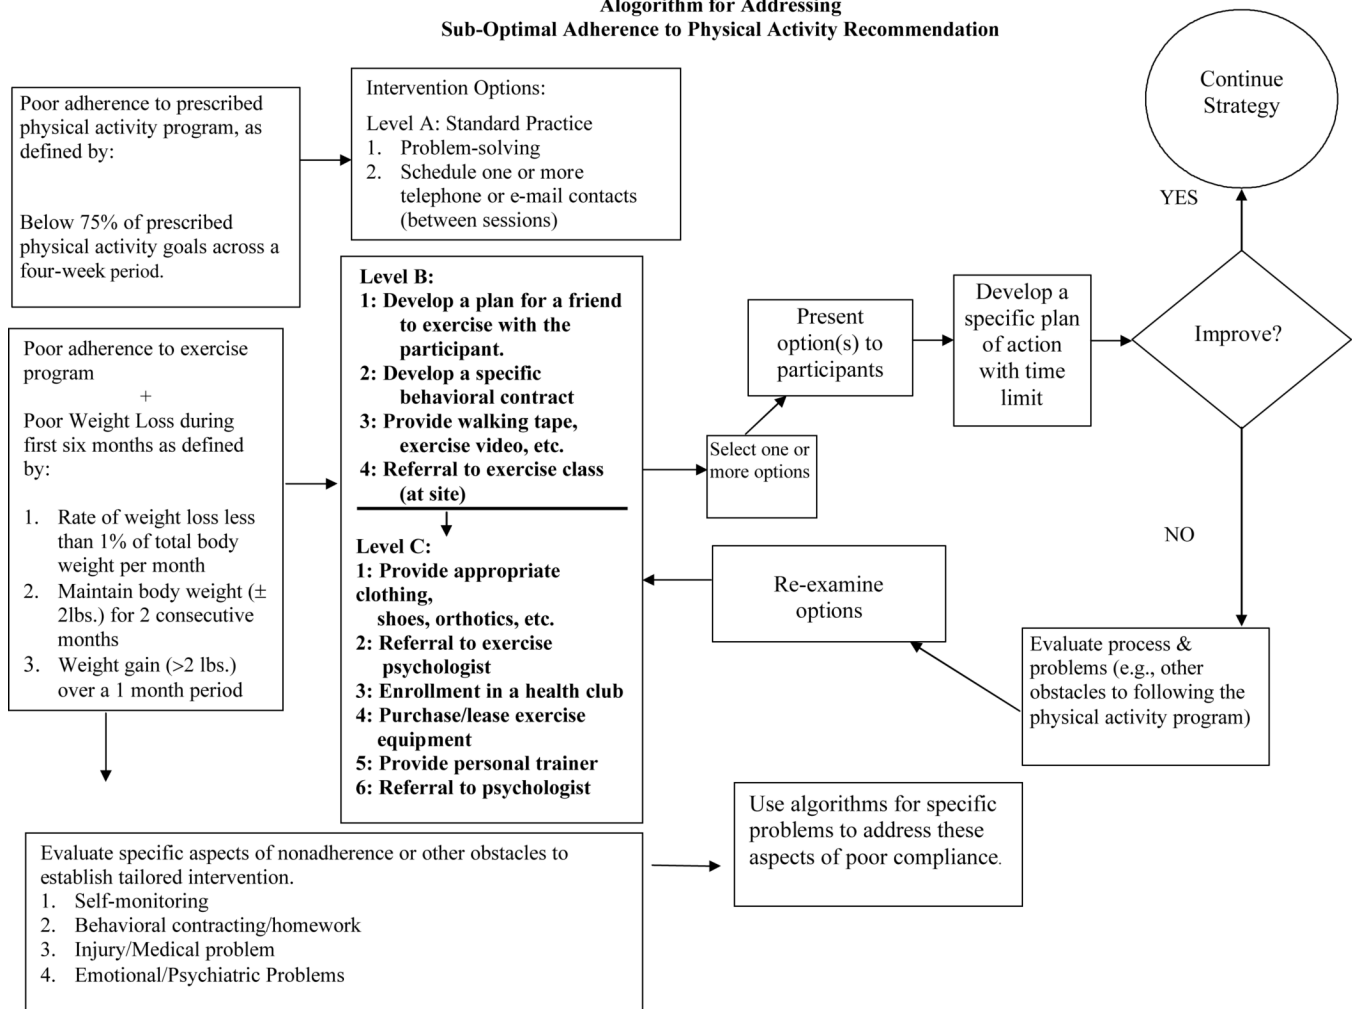 Alogorithm for Addressing
Sub-Optimal Adherence to Physical Activity Recommendation
Poor adherence to prescribed
physical activity program, as
defined by:
Below 75% of prescribed
physical activity goals across a
four-week period.
Intervention Options:
Level A: Standard Practice
1. Problem-solving
2. Schedule one or more
telephone or e-mail contacts
(between sessions)
Poor adherence to exercise
program
+
Poor Weight Loss during
first six months as defined
by:
1. Rate of weight loss less
than 1% of total body
weight per month
2. Maintain body weight (±
2lbs.) for 2 consecutive
months
3. Weight gain (>2 lbs.)
over a 1 month period
Level B:
1: Develop a plan for a friend
to exercise with the
participant.
2: Develop a specific
behavioral contract
3: Provide walking tape,
exercise video, etc.
4: Referral to exercise class
(at site)
Level C:
1: Provide appropriate
clothing,
shoes, orthotics, etc.
2: Referral to exercise
psychologist
3: Enrollment in a health club
4: Purchase/lease exercise
equipment
5: Provide personal trainer
6: Referral to psychologist
Select one or
more options
Present
option(s) to
participants
Develop a
specific plan
of action
with time
limit
Improve?
YES
Continue
Strategy
NO
Evaluate process &
problems (e.g., other
obstacles to following the
physical activity program)
Re-examine
options
Evaluate specific aspects of nonadherence or other obstacles to
establish tailored intervention.
1. Self-monitoring
2. Behavioral contracting/homework
3. Injury/Medical problem
4. Emotional/Psychiatric Problems
Use algorithms for specific
problems to address these
aspects of poor compliance.